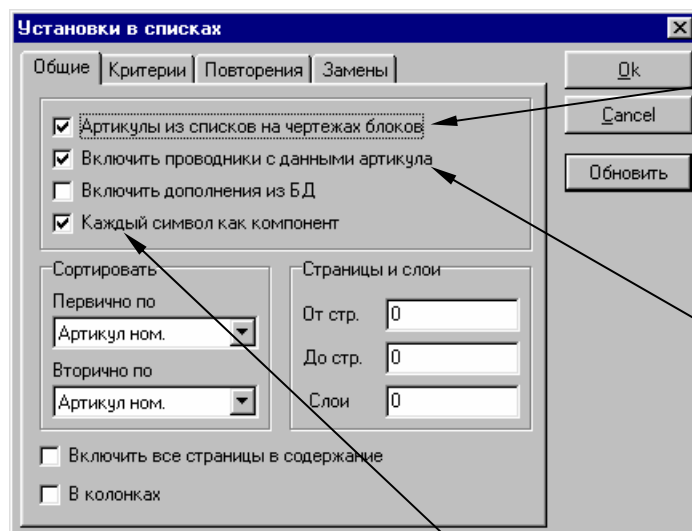 Установки в списках
Общие
Критерии
Повторения
Замены
Ok
Cancel
Обновить
Артикулы из списков на чертежах блоков
Включить проводники с данными артикула
Включить дополнения из БД
Каждый символ как компонент
Сортировать
Первично по
Артикул ном.
Вторично по
Артикул ном.
Страницы и слои
От стр. 0
До стр. 0
Слои 0
Включить все страницы в содержание
В колонках